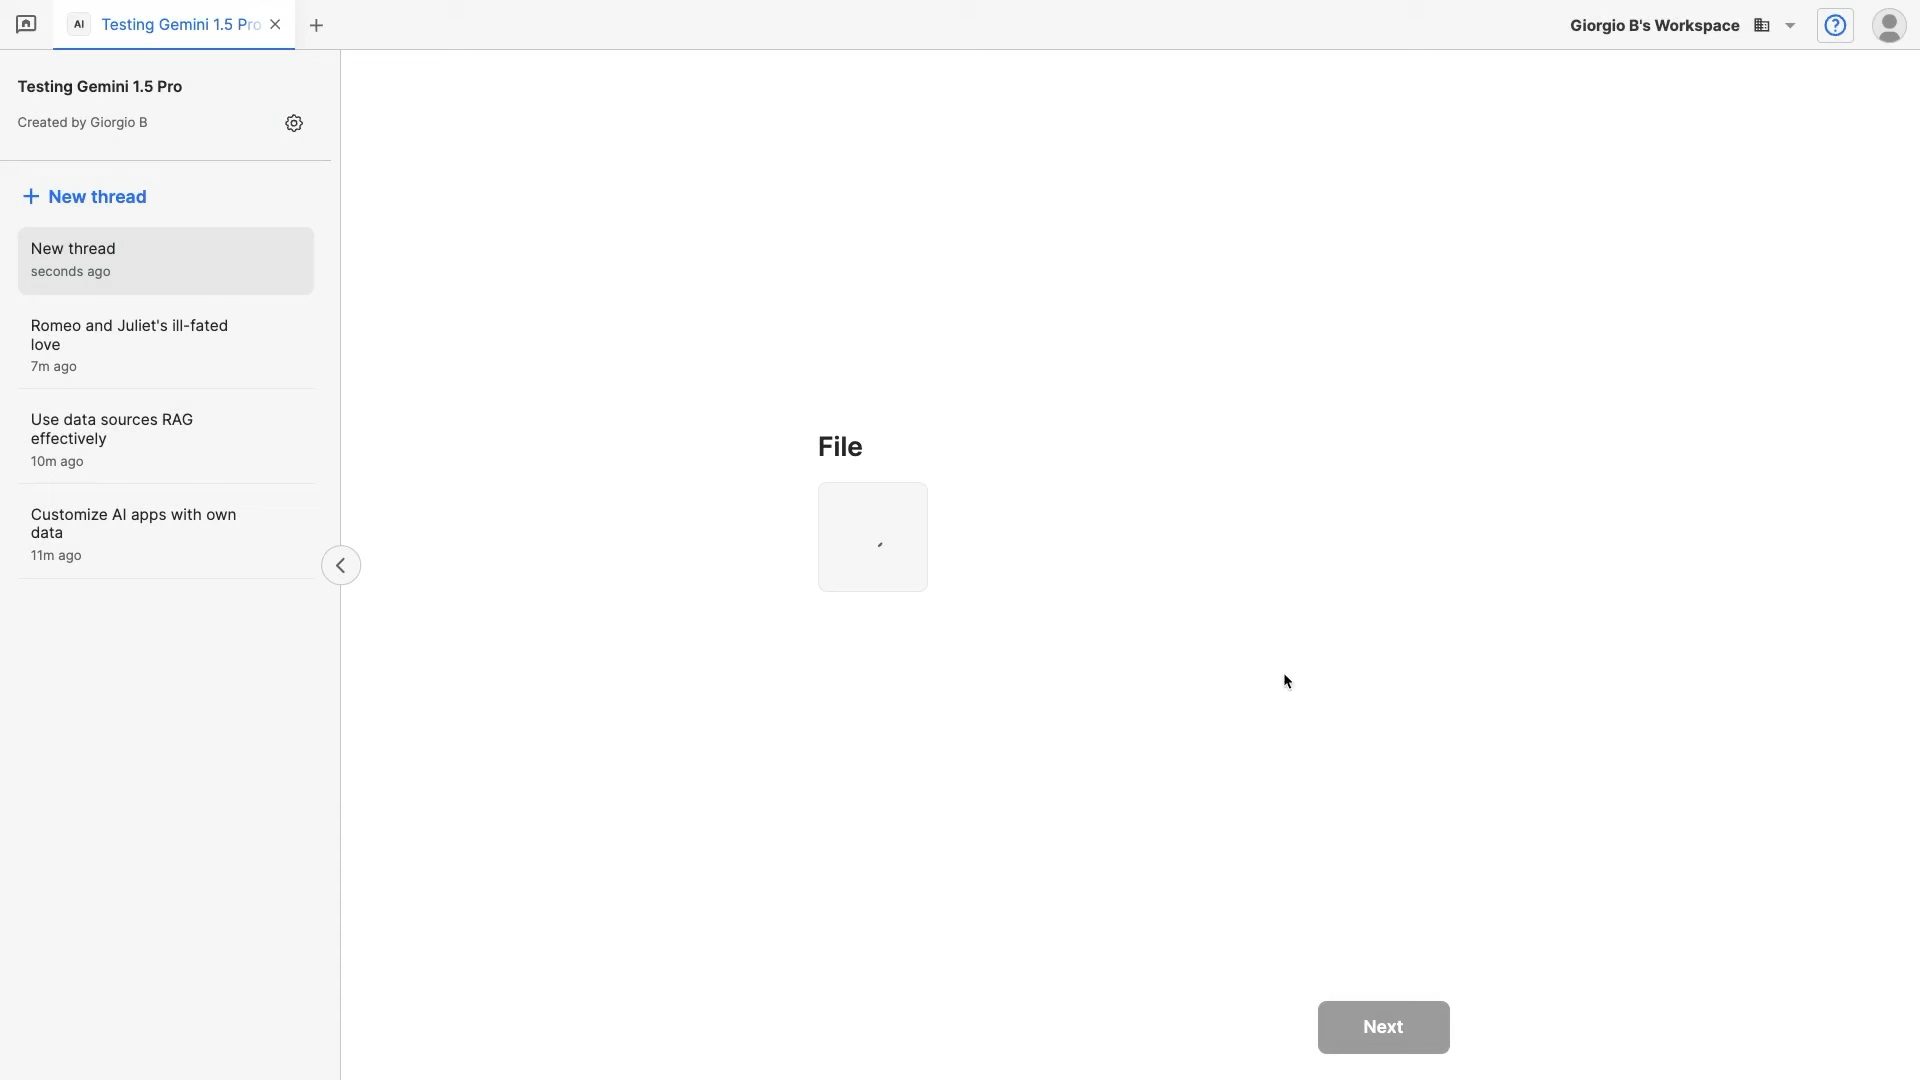 AI Testing Gemini 1.5 Pro
Giorgio B's Workspace
Testing Gemini 1.5 Pro
Created by Giorgio B
New thread
New thread
seconds ago
Romeo and Juliet's ill-fated
love
7m ago
Use data sources RAG
effectively
10m ago
Customize AI apps with own
data
11m ago
File
Next